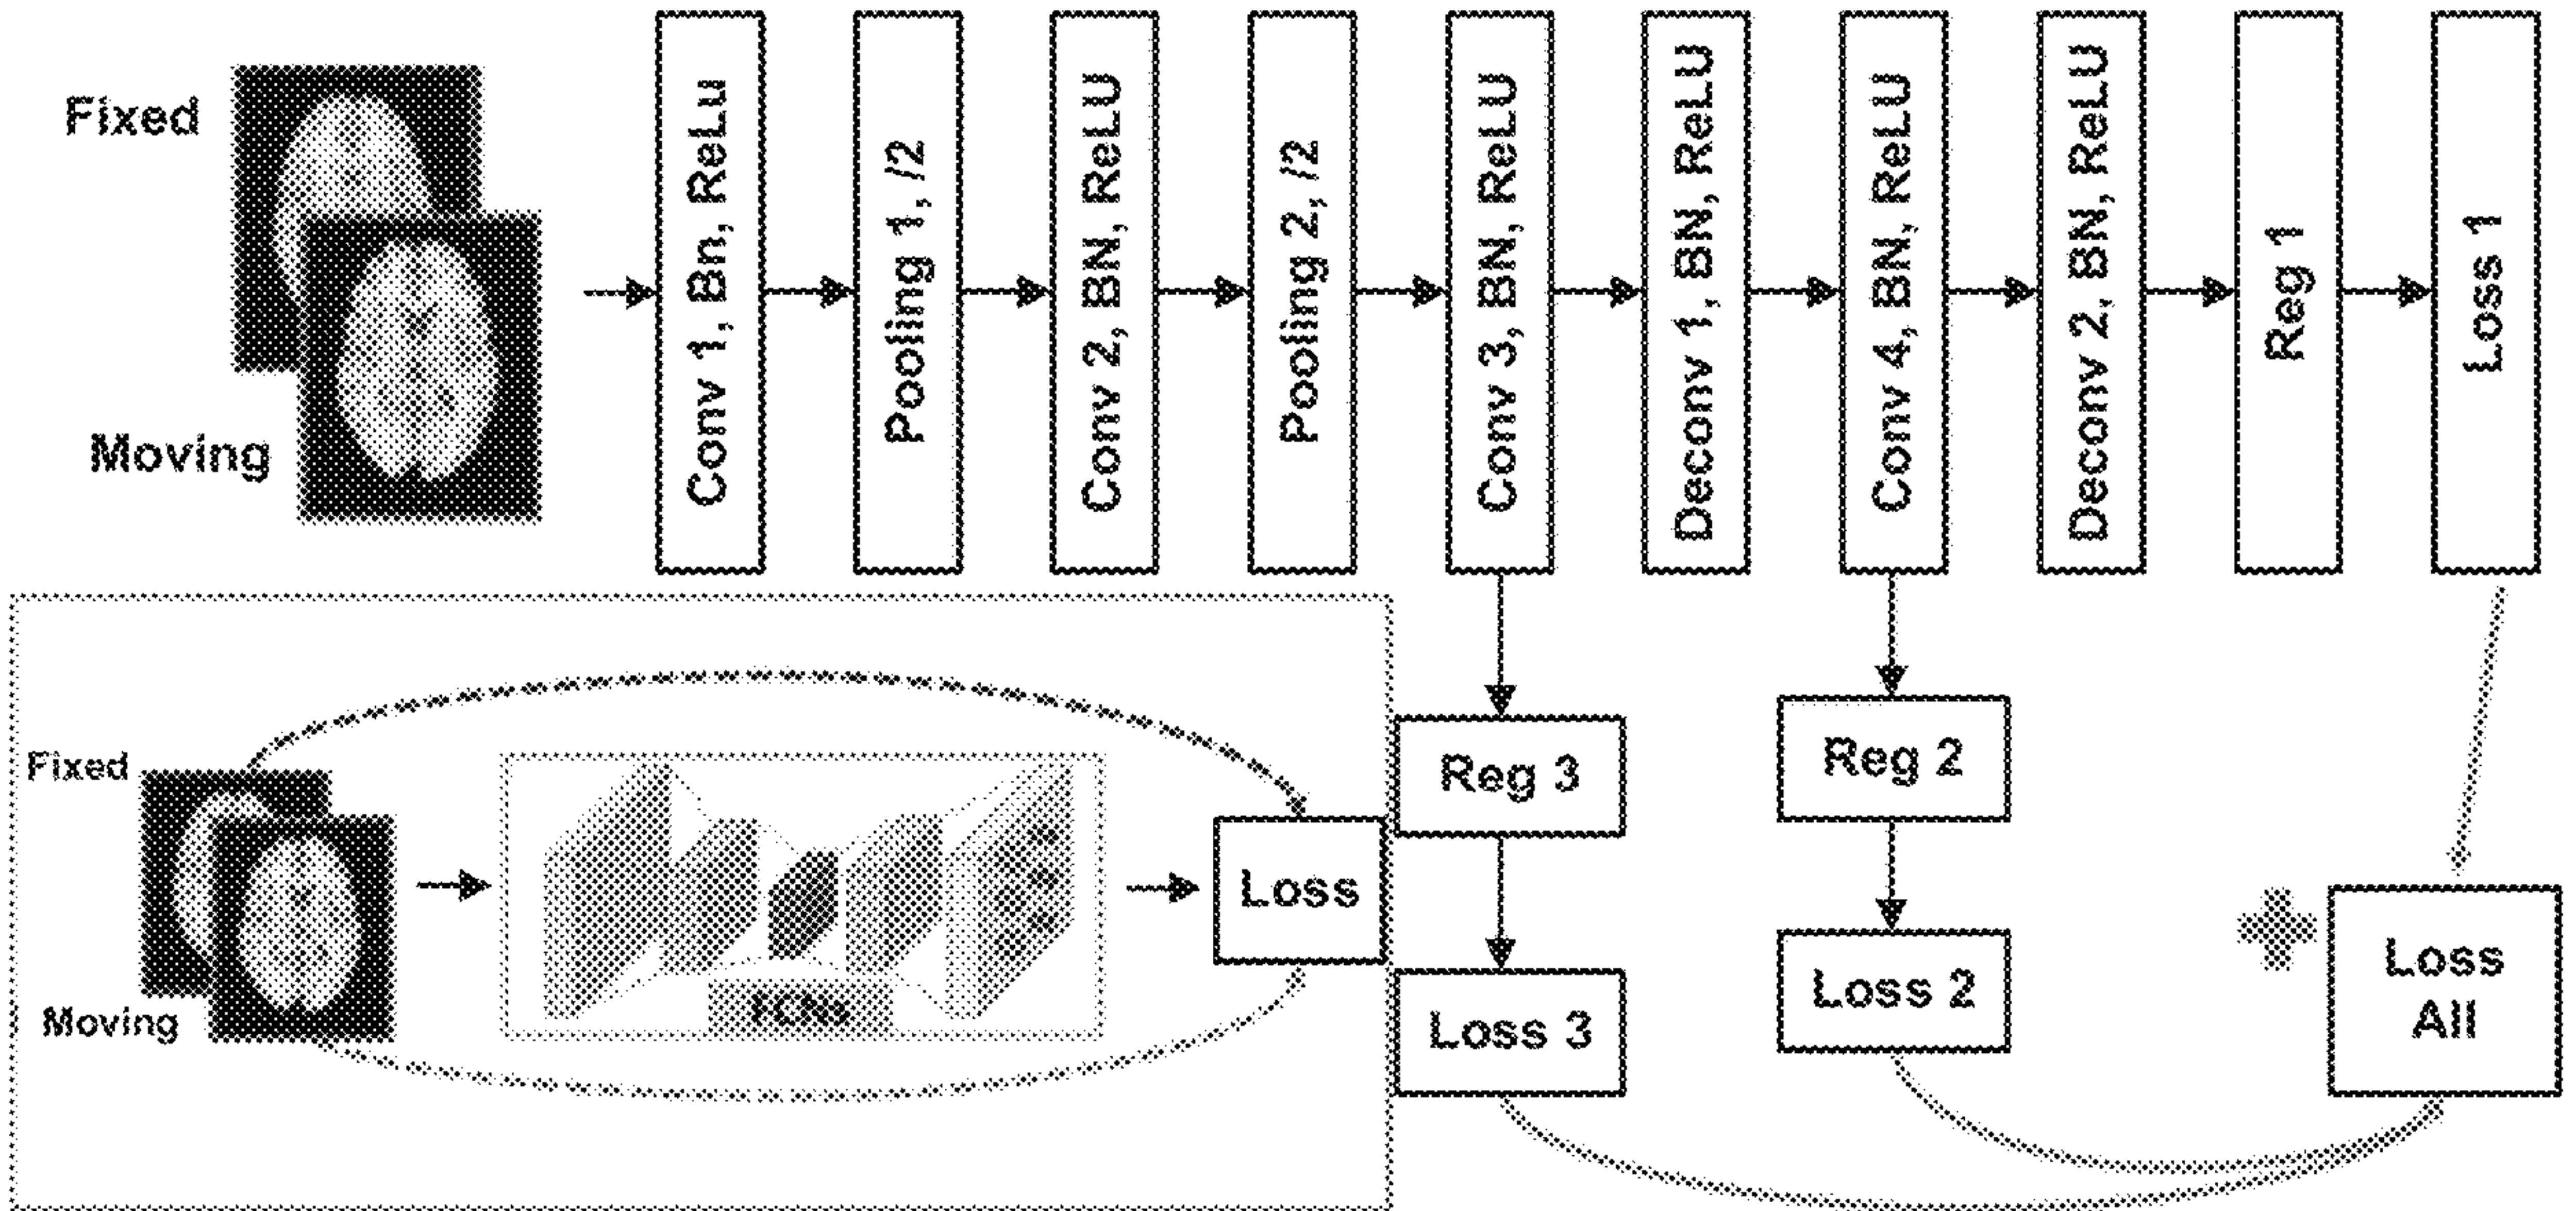 Fixed
Moving
Conv 1, Bn, ReLu
Pooling 1, /2
Conv 2, BN, ReLU
Pooling 2, /2
Conv 3, BN, ReLU
Deconv 1, BN, ReLU
Conv 4, BN, ReLU
Deconv 2, BN, ReLU
Reg 1
Loss 1
Fixed
Moving
FCNs
Loss
Reg 3
Loss 3
Reg 2
Loss 2
Loss
All